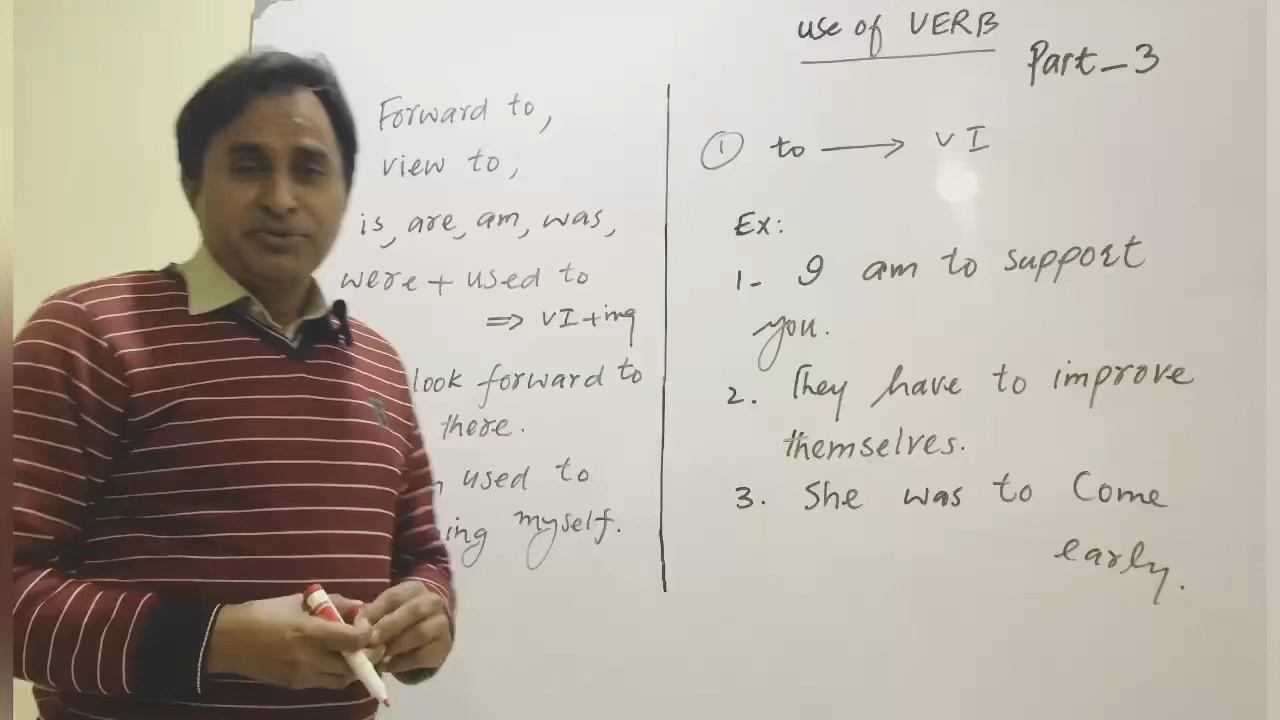 use of VERB
Part-3
Forward to,
view to,
is, are, am, was,
were + used to
⇒ VI+ing
look forward to
there.
used to
ing myself.
① to → VI
Ex:
1- I am to support
you.
2. They have to improve
themselves.
3. She was to Come
early.